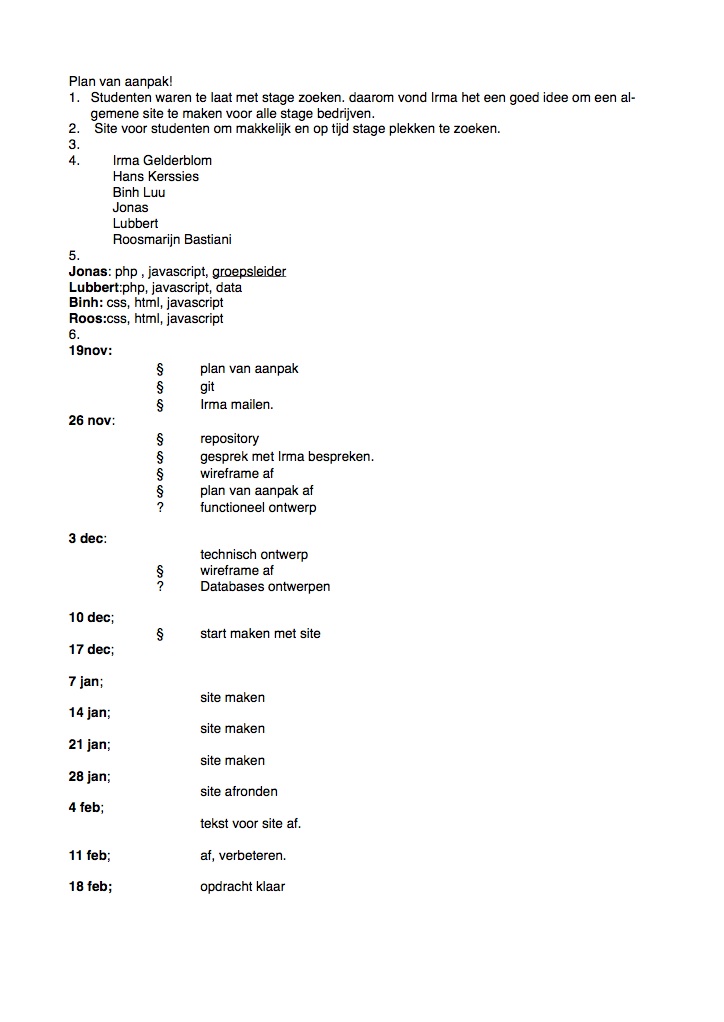 Plan van aanpak!
1. Studenten waren te laat met stage zoeken. daarom vond Irma het een goed idee om een al-
gemene site te maken voor alle stage bedrijven.
2. Site voor studenten om makkelijk en op tijd stage plekken te zoeken.
3.
4. Irma Gelderblom
Hans Kerssies
Binh Luu
Jonas
Lubbert
Roosmarijn Bastiani
5.
Jonas: php , javascript, groepsleider
Lubbert:php, javascript, data
Binh: css, html, javascript
Roos:css, html, javascript
6.
19nov:
§ plan van aanpak
§ git
§ Irma mailen.
26 nov:
§ repository
§ gesprek met Irma bespreken.
§ wireframe af
§ plan van aanpak af
? functioneel ontwerp
3 dec:
technisch ontwerp
§ wireframe af
? Databases ontwerpen
10 dec;
§ start maken met site
17 dec;
7 jan;
site maken
14 jan;
site maken
21 jan;
site maken
28 jan;
site afronden
4 feb;
tekst voor site af.
11 feb; af, verbeteren.
18 feb; opdracht klaar